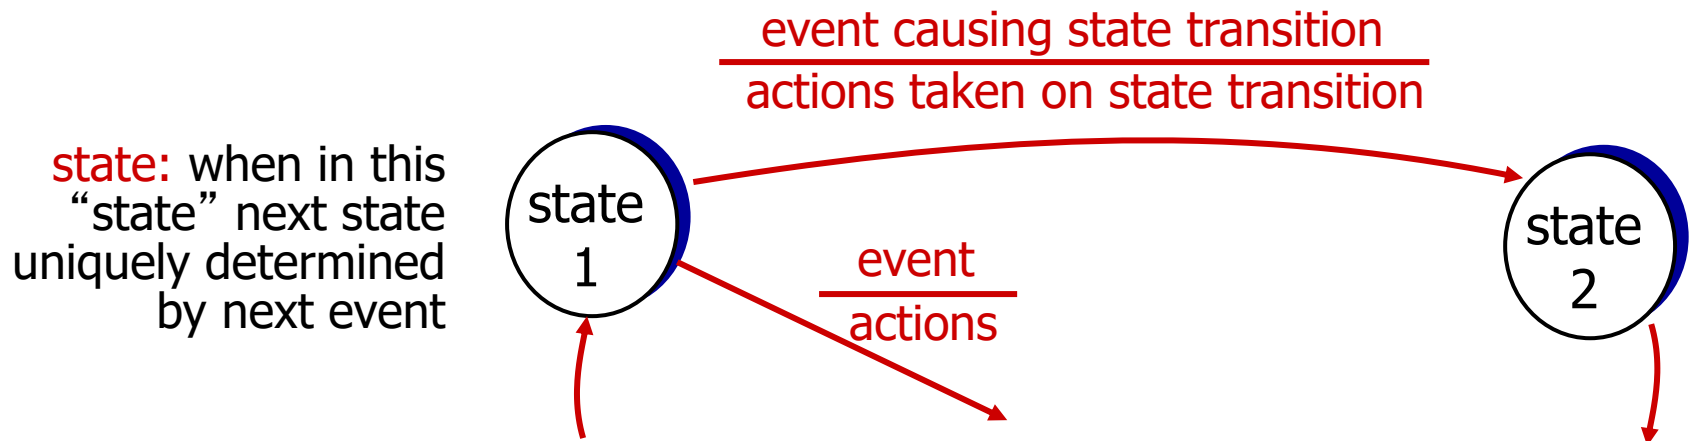 event causing state transition
actions taken on state transition
state: when in this
“state” next state
uniquely determined
by next event
state
1
event
actions
state
2